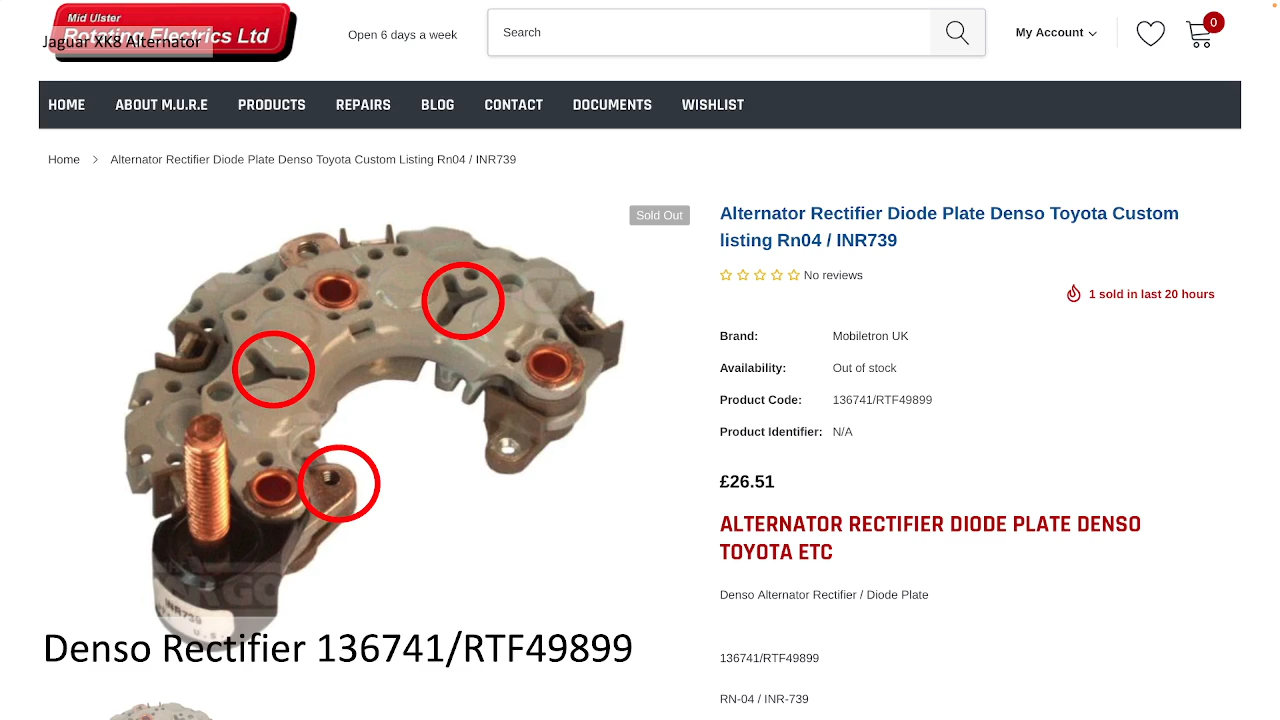 Mid Ulster
Rotating Electrics Ltd
Jaguar XK8 Alternator
Open 6 days a week
Search
My Account
0
HOME ABOUT M.U.R.E PRODUCTS REPAIRS BLOG CONTACT DOCUMENTS WISHLIST
Home > Alternator Rectifier Diode Plate Denso Toyota Custom Listing Rn04 / INR739
Sold Out
Alternator Rectifier Diode Plate Denso Toyota Custom
listing Rn04 / INR739
No reviews
1 sold in last 20 hours
Brand: Mobiletron UK
Availability: Out of stock
Product Code: 136741/RTF49899
Product Identifier: N/A
£26.51
ALTERNATOR RECTIFIER DIODE PLATE DENSO
TOYOTA ETC
Denso Alternator Rectifier / Diode Plate
INR739
Denso Rectifier 136741/RTF49899
136741/RTF49899
RN-04 / INR-739